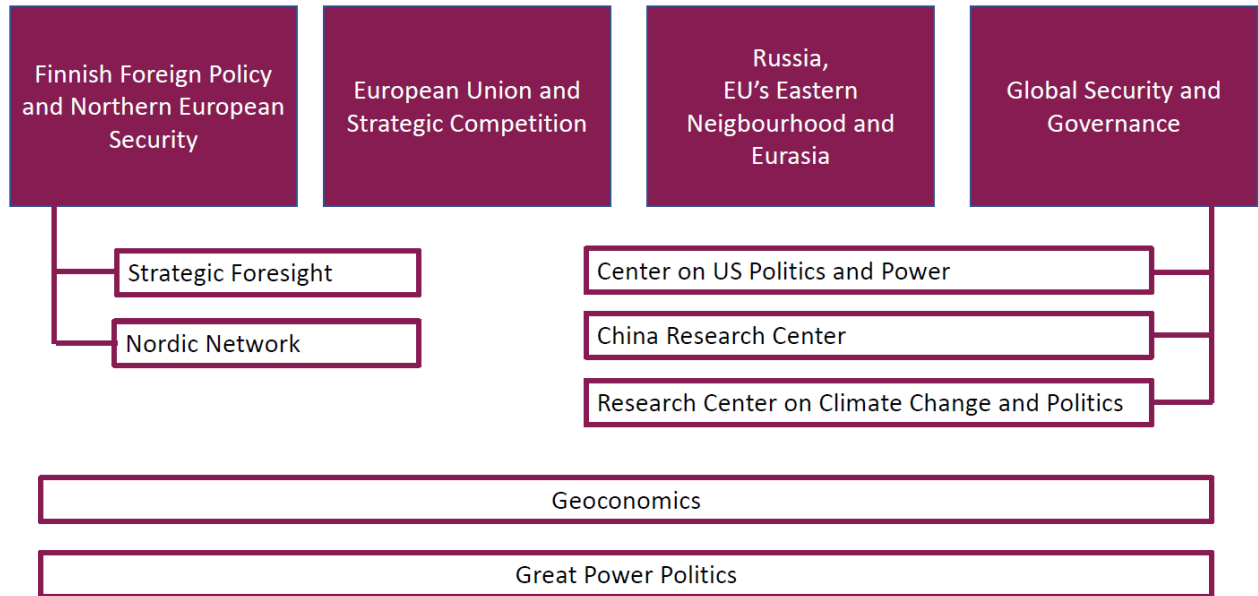 Finnish Foreign Policy
and Northern European
Security
European Union and
Strategic Competition
Russia,
EU’s Eastern
Neigbourhood and
Eurasia
Global Security and
Governance
Strategic Foresight
Nordic Network
Center on US Politics and Power
China Research Center
Research Center on Climate Change and Politics
Geoconomics
Great Power Politics